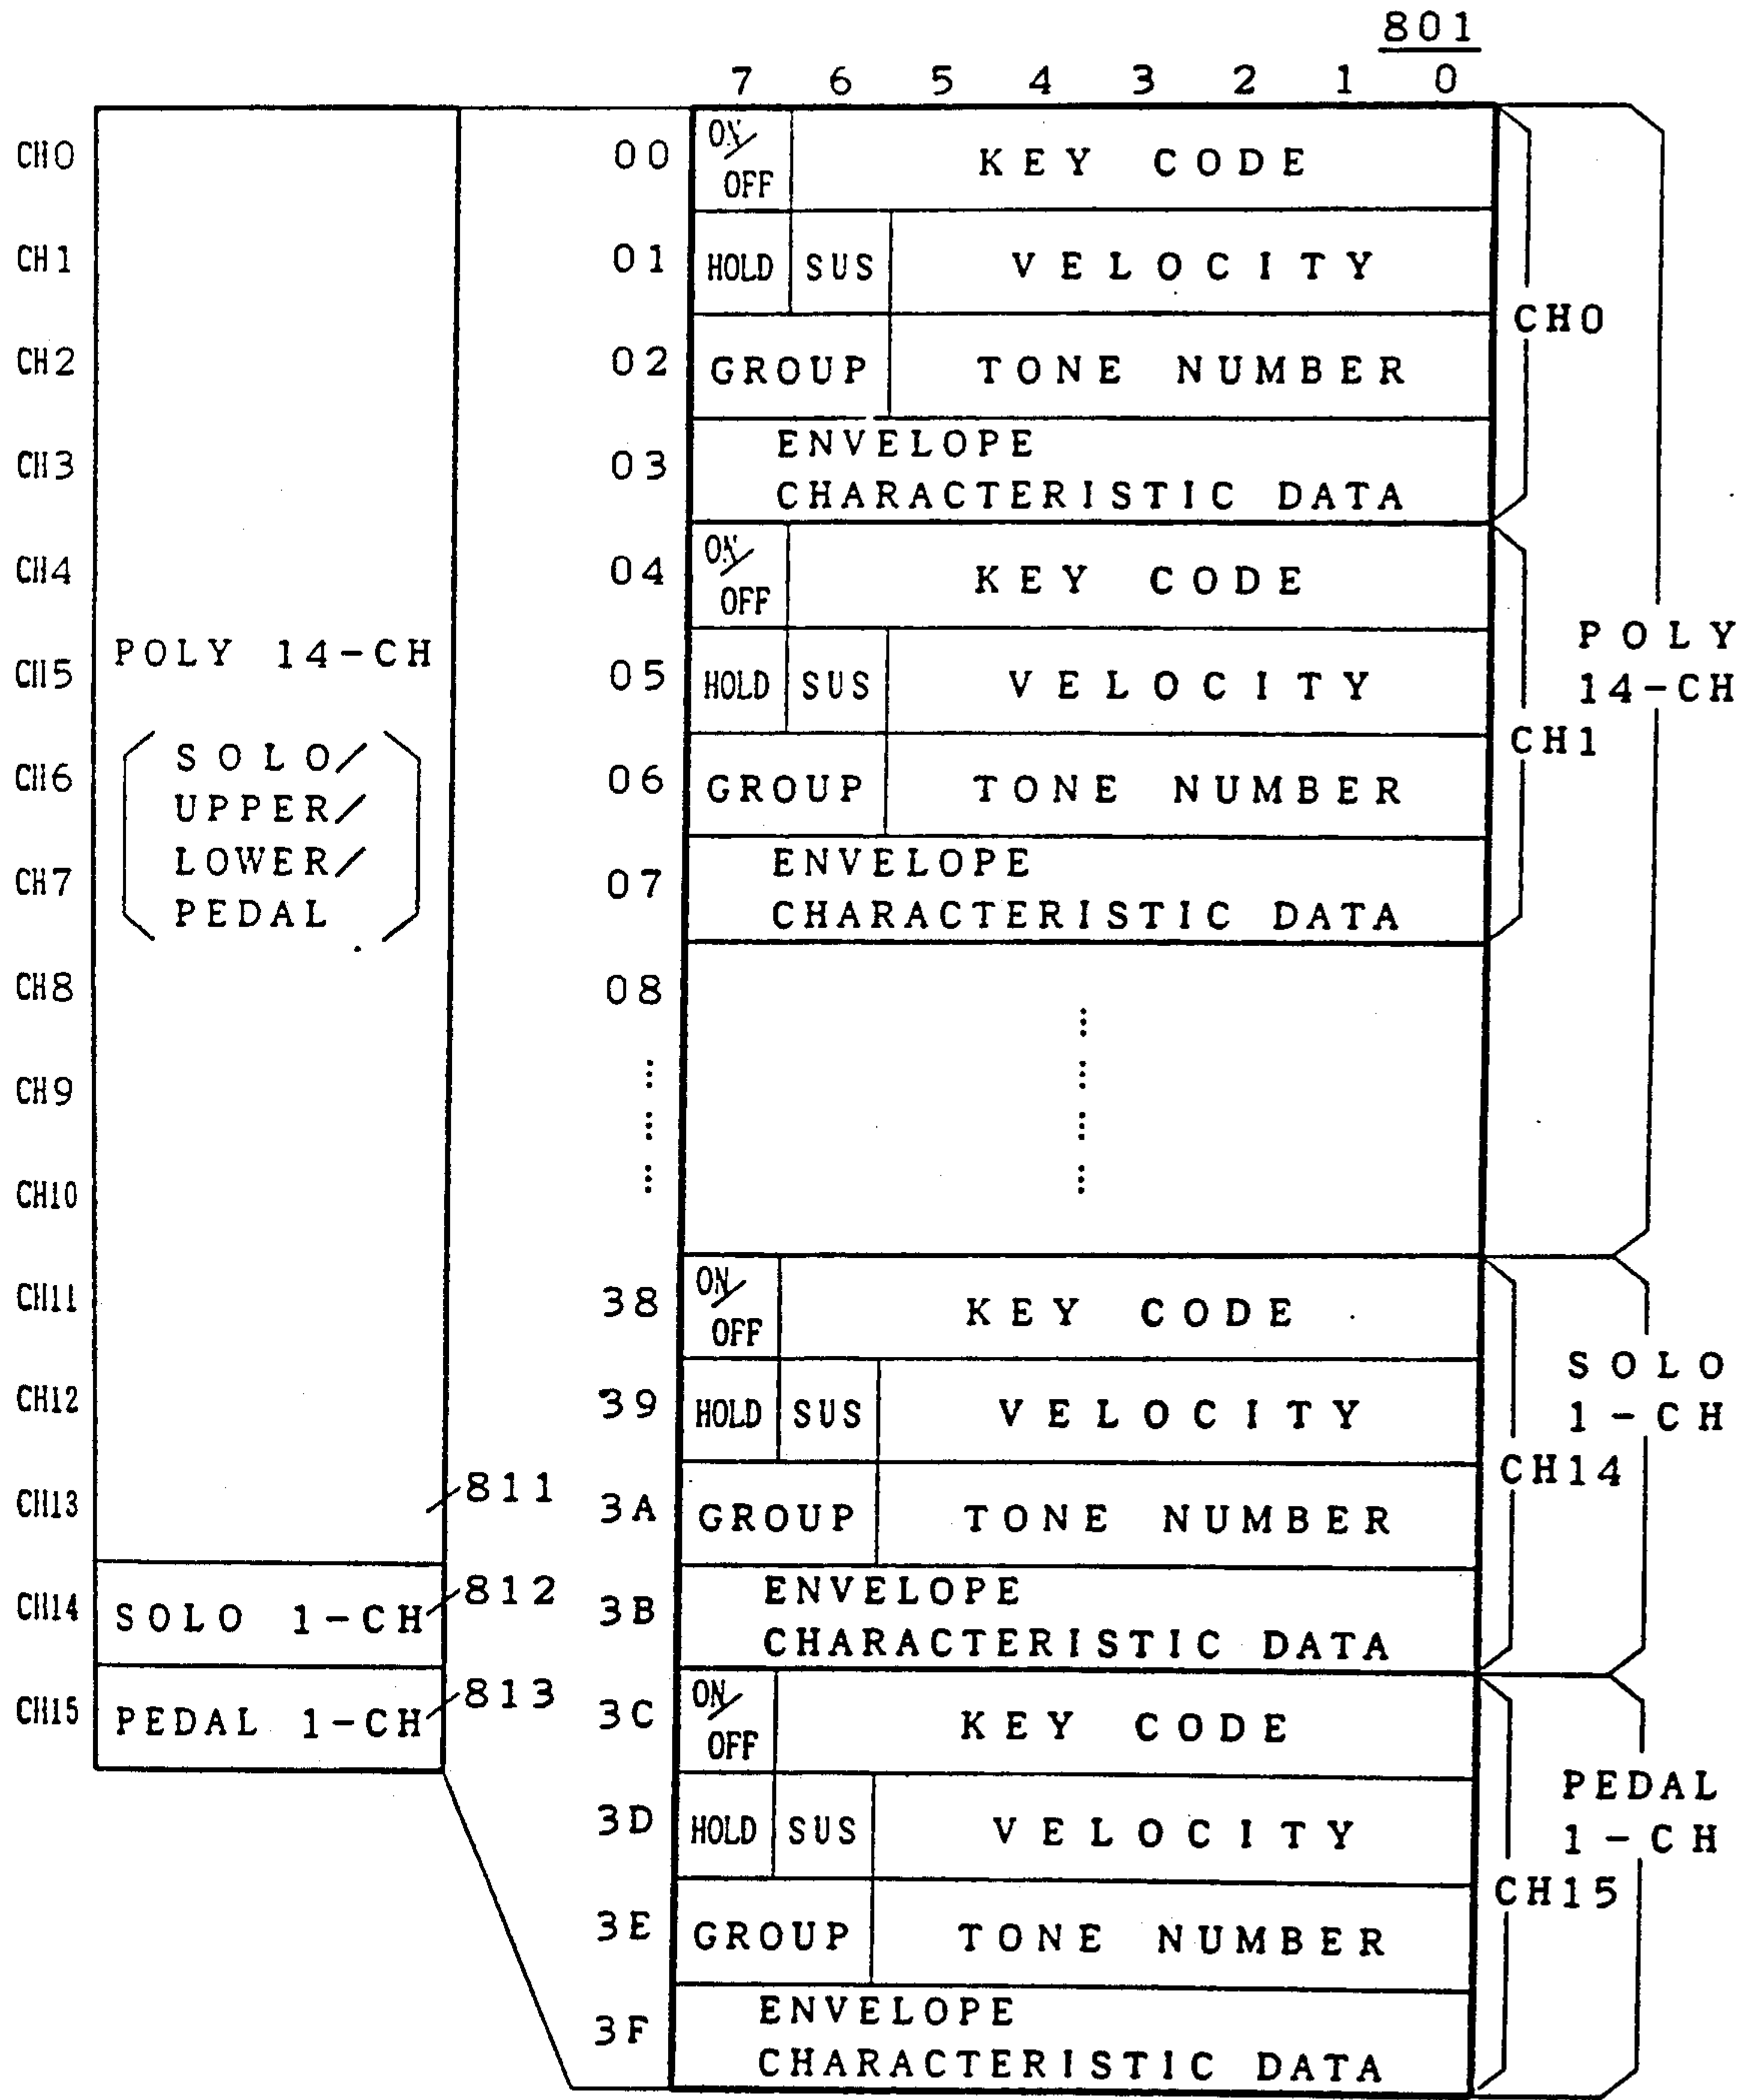 801
7 6 5 4 3 2 1 0
CH0
CH1
CH2
CH3
CH4
CH5
CH6
CH7
CH8
CH9
CH10
CH11
CH12
CH13
CH14
CH15
POLY 14-CH
SOLO/
UPPER/
LOWER/
PEDAL
811
SOLO 1-CH
812
PEDAL 1-CH
813
00 ON/OFF KEY CODE
01 HOLD SUS VELOCITY
02 GROUP TONE NUMBER
03 ENVELOPE
CHARACTERISTIC DATA
CH0
04 ON/OFF KEY CODE
05 HOLD SUS VELOCITY
06 GROUP TONE NUMBER
07 ENVELOPE
CHARACTERISTIC DATA
CH1
08
POLY
14-CH
38 ON/OFF KEY CODE
39 HOLD SUS VELOCITY
3A GROUP TONE NUMBER
3B ENVELOPE
CHARACTERISTIC DATA
CH14
SOLO
1-CH
3C ON/OFF KEY CODE
3D HOLD SUS VELOCITY
3E GROUP TONE NUMBER
3F ENVELOPE
CHARACTERISTIC DATA
CH15
PEDAL
1-CH